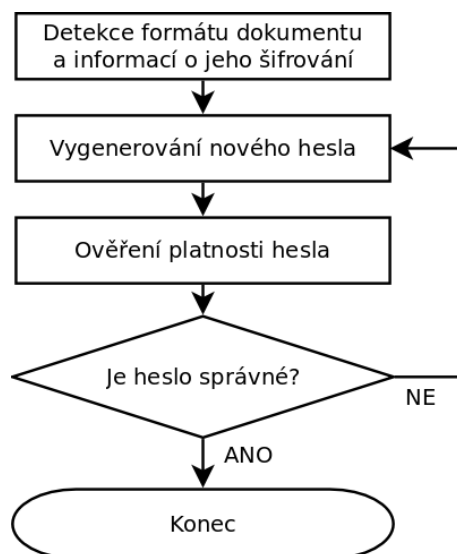 Detekce formátu dokumentu
a informací o jeho šifrování
Vygenerování nového hesla
Ověření platnosti hesla
Je heslo správné?
NE
ANO
Konec